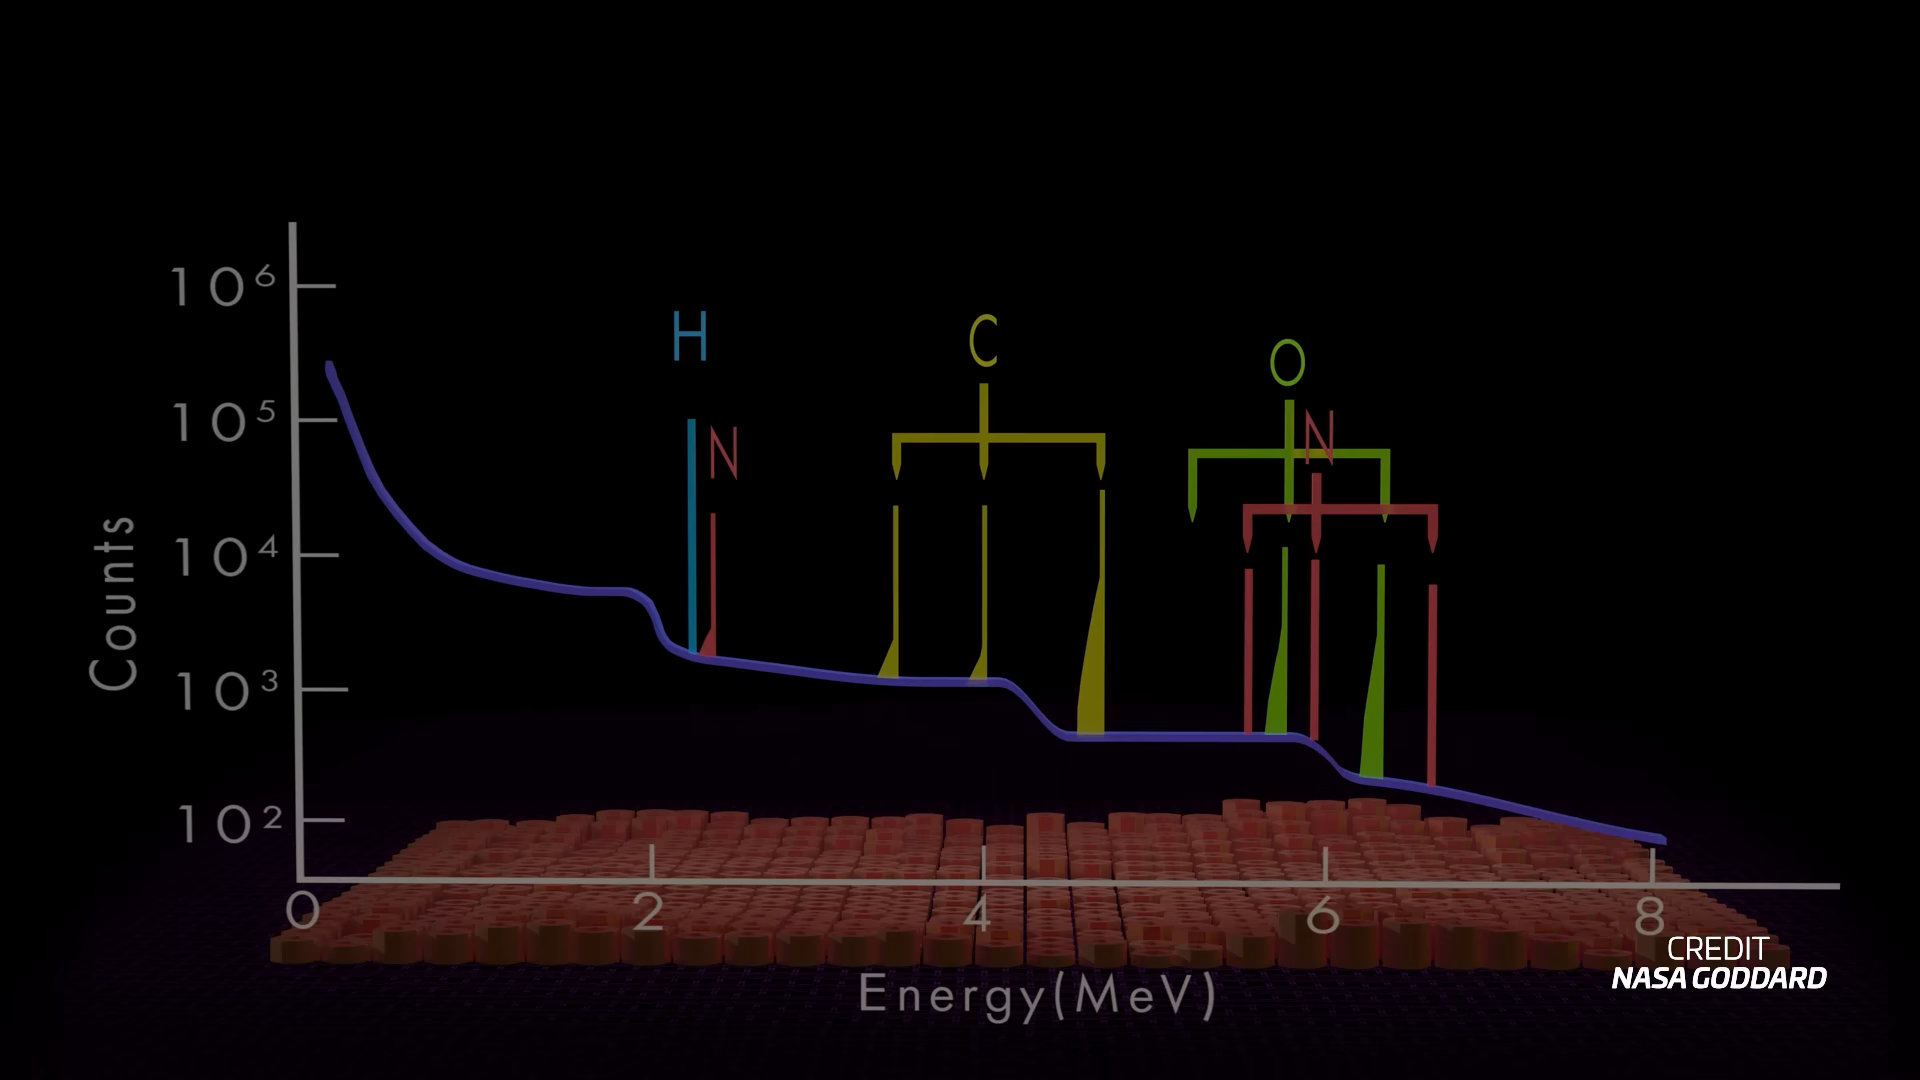 10⁶
H
C
O
10⁵
N
N
10⁴
Counts
10³
10²
0 2 4 6 8
CREDIT
NASA GODDARD
Energy(MeV)